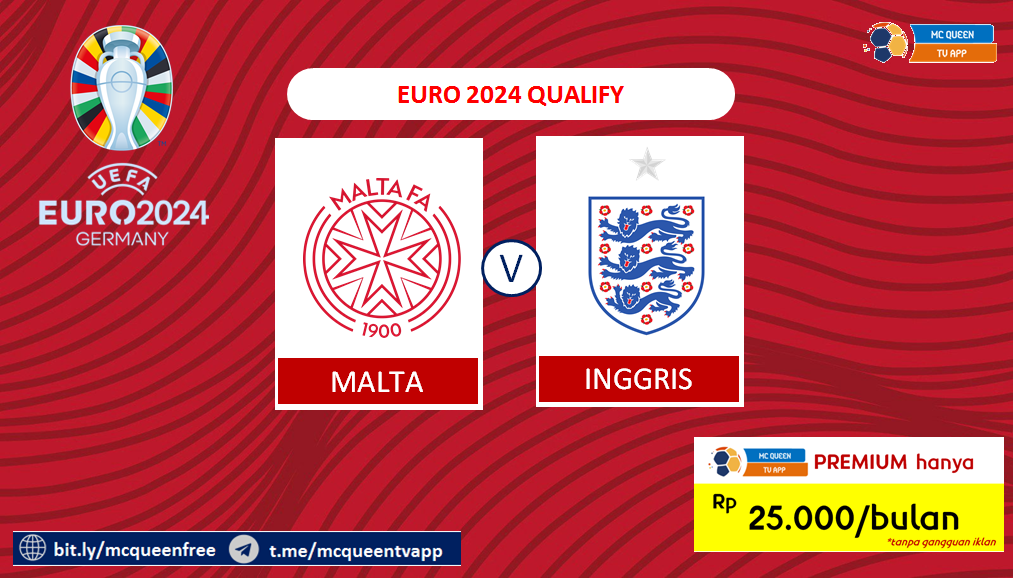 MC QUEEN
TV APP
EURO 2024 QUALIFY
UEFA
EURO2024
GERMANY
MALTA FA
1900
V
MALTA
INGGRIS
MC QUEEN
TV APP
PREMIUM hanya
Rp 25.000/bulan
*tanpa gangguan iklan
bit.ly/mcqueenfree
t.me/mcqueentvapp